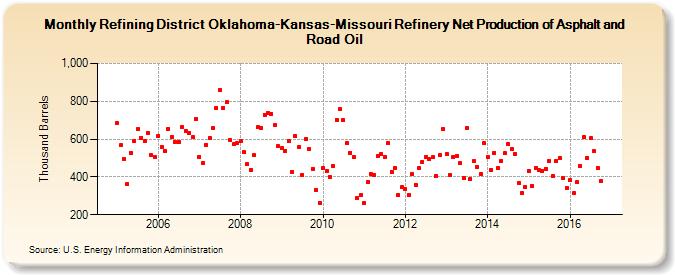 Monthly Refining District Oklahoma-Kansas-Missouri Refinery Net Production of Asphalt and
Road Oil
Thousand Barrels
1,000
800
600
400
200
2006
2008
2010
2012
2014
2016
Source: U.S. Energy Information Administration